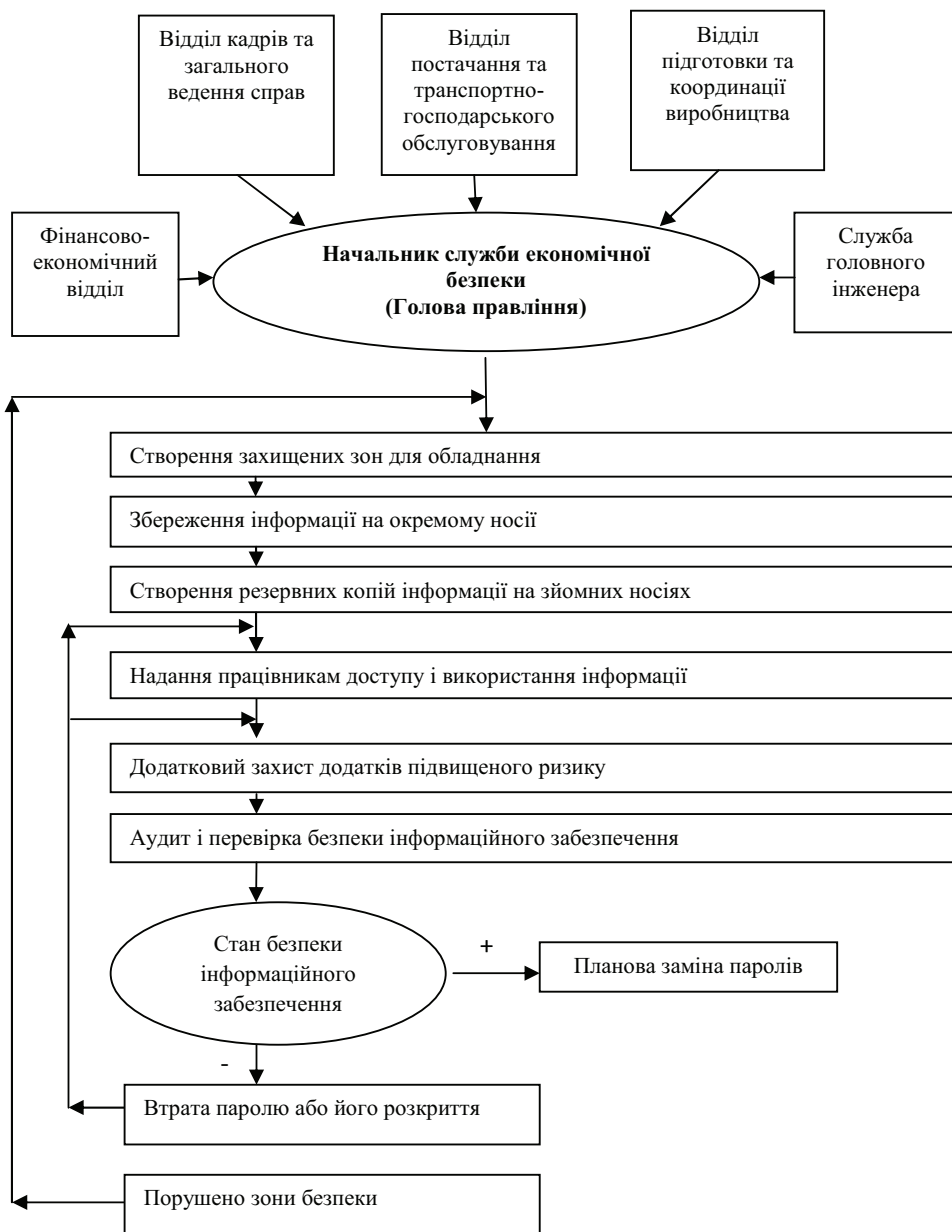 Відділ кадрів та
загального
ведення справ
Відділ
постачання та
транспортно-
господарського
обслуговування
Відділ
підготовки та
координації
виробництва
Фінансово-
економічний
відділ
Начальник служби економічної
безпеки
(Голова правління)
Служба
головного
інженера
Створення захищених зон для обладнання
Збереження інформації на окремому носії
Створення резервних копій інформації на зйомних носіях
Надання працівникам доступу і використання інформації
Додатковий захист додатків підвищеного ризику
Аудит і перевірка безпеки інформаційного забезпечення
Стан безпеки
інформаційного
забезпечення
+
Планова заміна паролів
-
Втрата паролю або його розкриття
Порушено зони безпеки